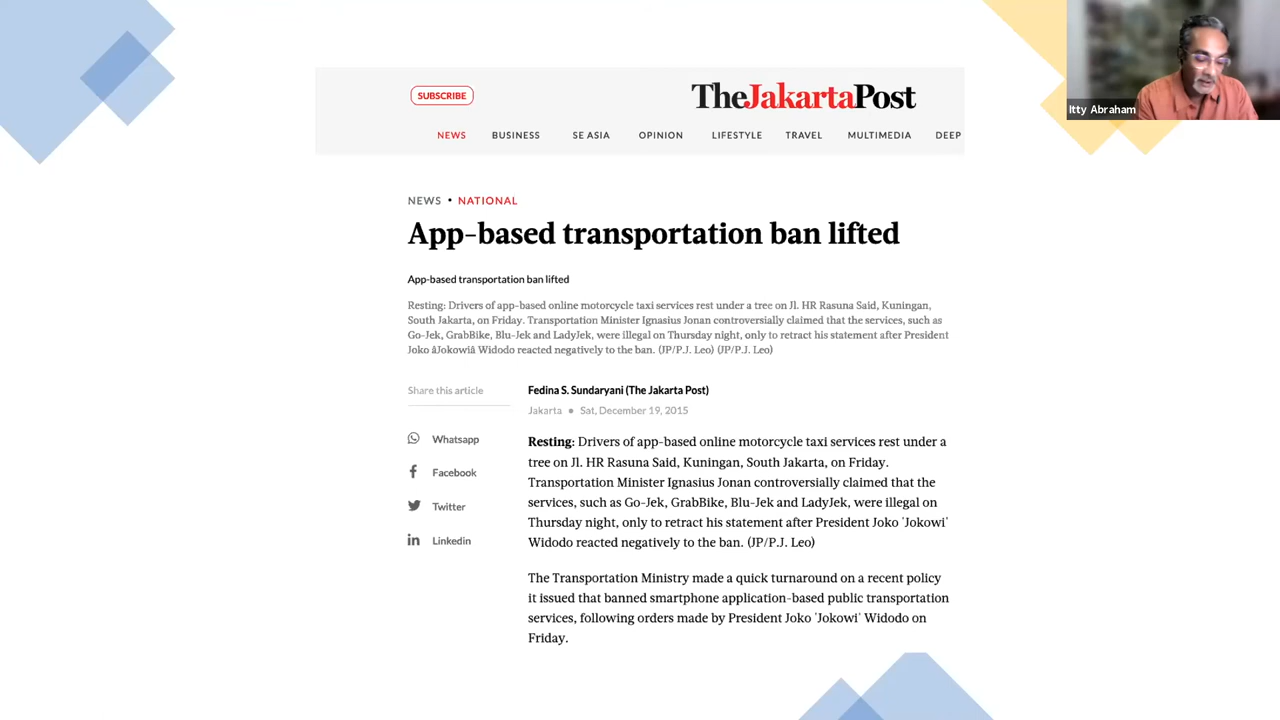 SUBSCRIBE
TheJakartaPost
NEWS BUSINESS SE ASIA OPINION LIFESTYLE TRAVEL MULTIMEDIA DEEP
Itty Abraham
NEWS • NATIONAL
App-based transportation ban lifted
App-based transportation ban lifted
Resting: Drivers of app-based online motorcycle taxi services rest under a tree on Jl. HR Rasuna Said, Kuningan,
South Jakarta, on Friday. Transportation Minister Ignasius Jonan controversially claimed that the services, such as
Go-Jek, GrabBike, Blu-Jek and LadyJek, were illegal on Thursday night, only to retract his statement after President
Joko âJokowiâ Widodo reacted negatively to the ban. (JP/P.J. Leo) (JP/P.J. Leo)
Share this article
Whatsapp
Facebook
Twitter
Linkedin
Fedina S. Sundaryani (The Jakarta Post)
Jakarta • Sat, December 19, 2015
Resting: Drivers of app-based online motorcycle taxi services rest under a
tree on Jl. HR Rasuna Said, Kuningan, South Jakarta, on Friday.
Transportation Minister Ignasius Jonan controversially claimed that the
services, such as Go-Jek, GrabBike, Blu-Jek and LadyJek, were illegal on
Thursday night, only to retract his statement after President Joko 'Jokowi'
Widodo reacted negatively to the ban. (JP/P.J. Leo)
The Transportation Ministry made a quick turnaround on a recent policy
it issued that banned smartphone application-based public transportation
services, following orders made by President Joko 'Jokowi' Widodo on
Friday.